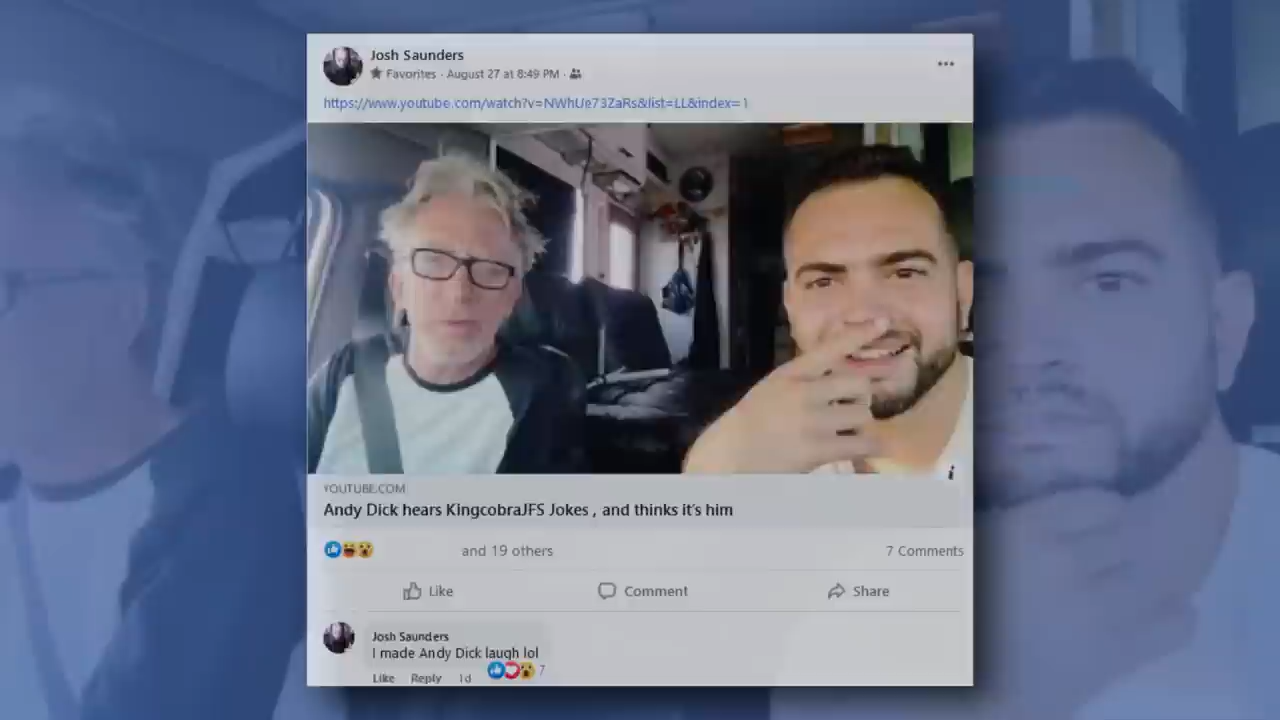 Josh Saunders
Favorites · August 27 at 8:49 PM ·
https://www.youtube.com/watch?v=NWhUe73ZaRs&list=LL&index=1
YOUTUBE.COM
Andy Dick hears KingcobraJFS Jokes , and thinks it's him
and 19 others
7 Comments
Like
Comment
Share
Josh Saunders
I made Andy Dick laugh lol
Like Reply 1d
7